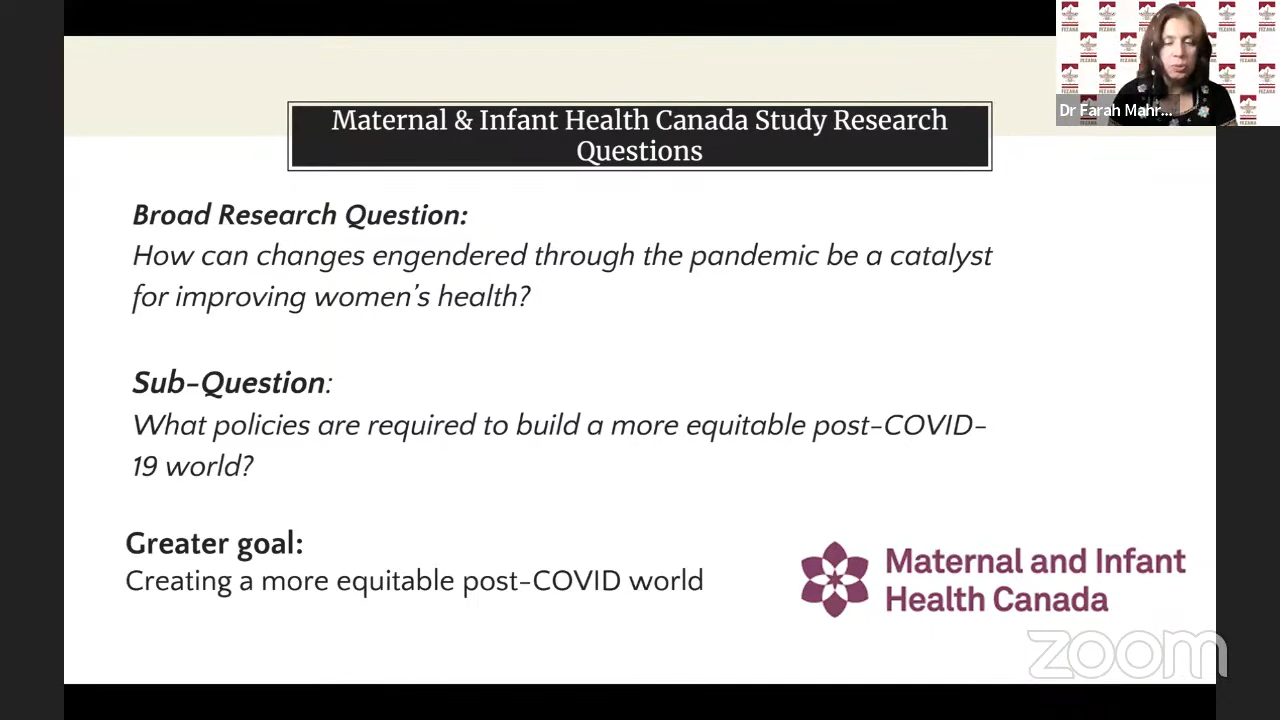 Maternal & Infant Health Canada Study Research
Questions
Broad Research Question:
How can changes engendered through the pandemic be a catalyst
for improving women's health?
Sub-Question:
What policies are required to build a more equitable post-COVID-
19 world?
Greater goal:
Creating a more equitable post-COVID world
Maternal and Infant
Health Canada
zoom
Dr Farah Mahr...
FEZANA